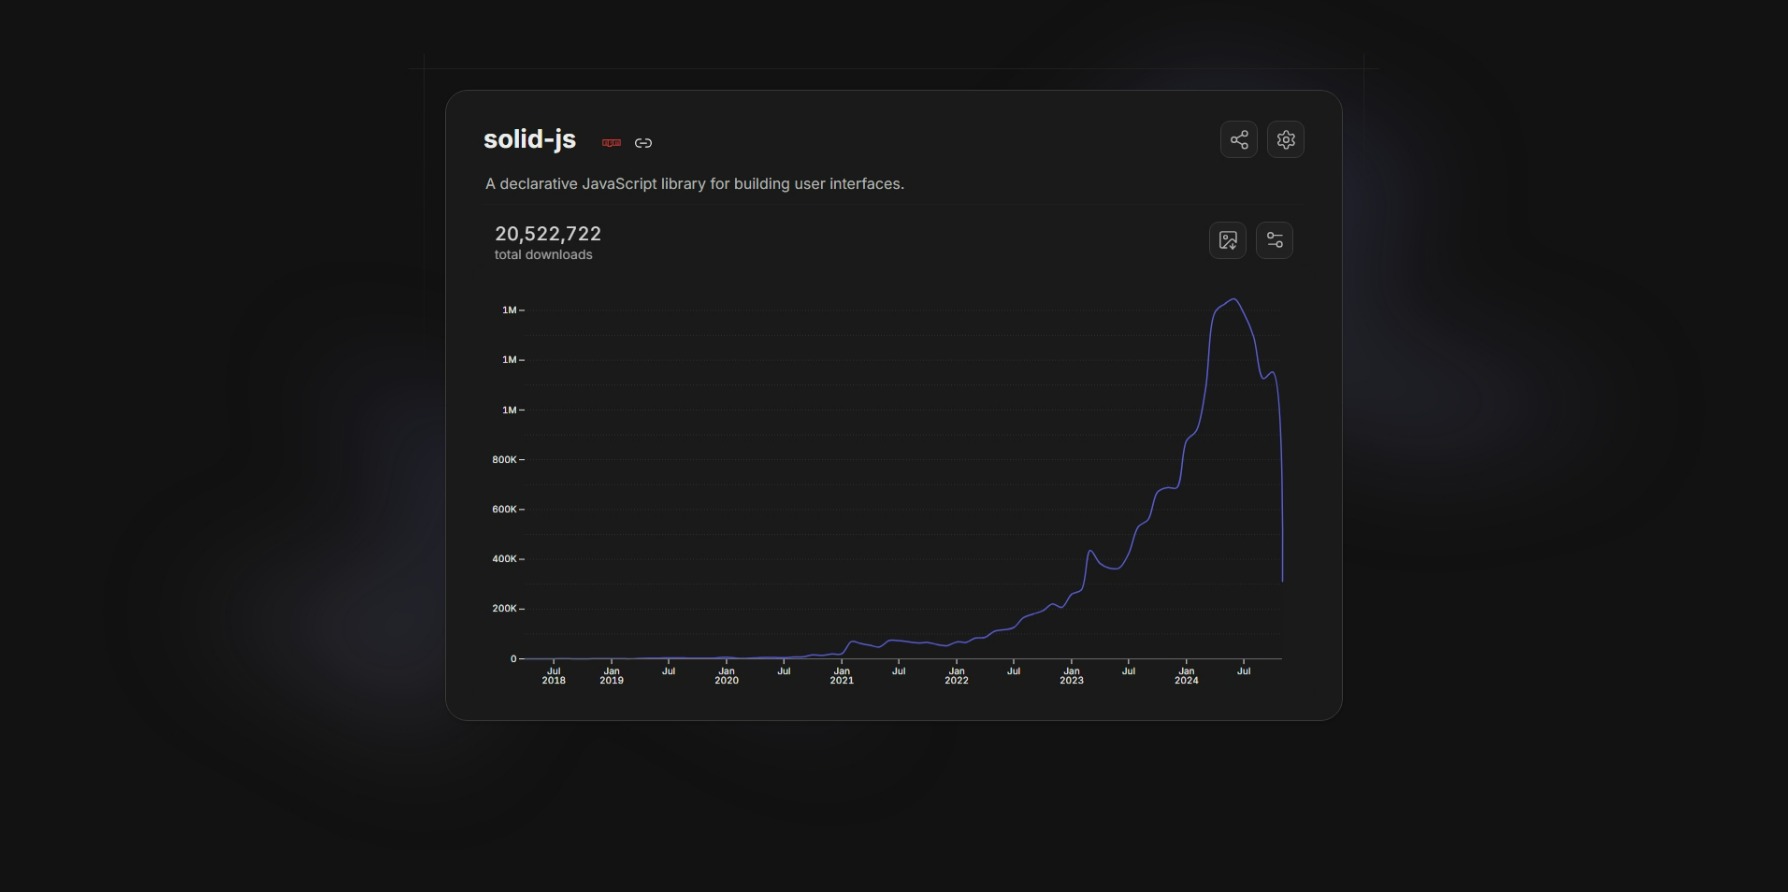 solid-js
npm
A declarative JavaScript library for building user interfaces.
20,522,722
total downloads
1M
1M
1M
800K
600K
400K
200K
0
Jul 2018
Jan 2019
Jul
Jan 2020
Jul
Jan 2021
Jul
Jan 2022
Jul
Jan 2023
Jul
Jan 2024
Jul